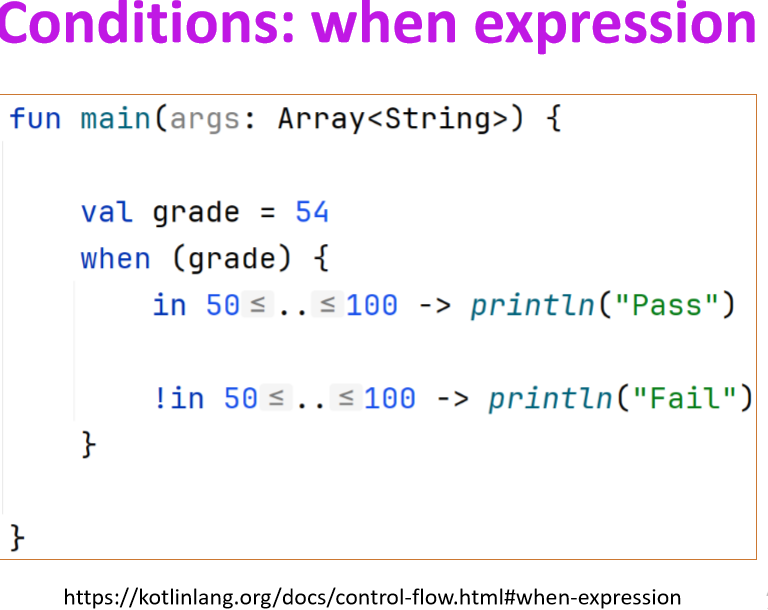 Conditions: when expression
fun main(args: Array<String>) {
val grade = 54
when (grade) {
in 50 ≤ .. ≤ 100 -> println("Pass")
!in 50 ≤ .. ≤ 100 -> println("Fail")
}
}
https://kotlinlang.org/docs/control-flow.html#when-expression